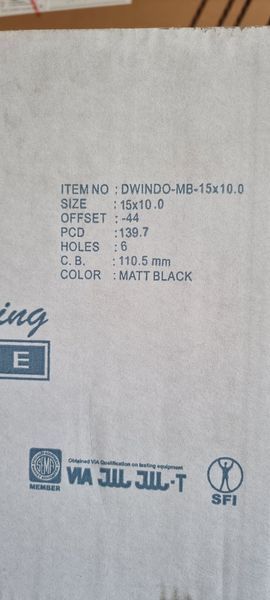 ITEM NO : DWINDO-MB-15x10.0
SIZE : 15x10.0
OFFSET : -44
PCD : 139.7
HOLES : 6
C. B. : 110.5 mm
COLOR : MATT BLACK
ing
E
Obtained VIA Qualification on testing equipment
SEMA
VIA JWL JWL-T
MEMBER
SFI